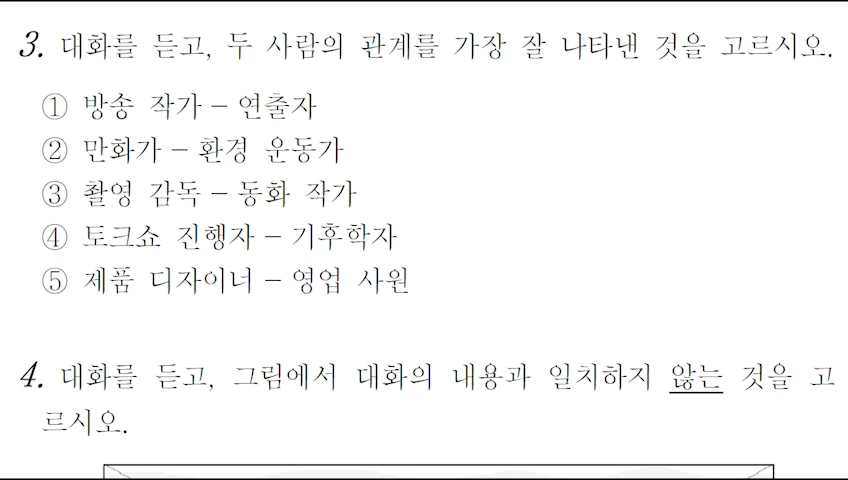 3. 대화를 듣고, 두 사람의 관계를 가장 잘 나타낸 것을 고르시오.
① 방송 작가 – 연출자
② 만화가 – 환경 운동가
③ 촬영 감독 – 동화 작가
④ 토크쇼 진행자 – 기후학자
⑤ 제품 디자이너 – 영업 사원
4. 대화를 듣고, 그림에서 대화의 내용과 일치하지 않는 것을 고
르시오.